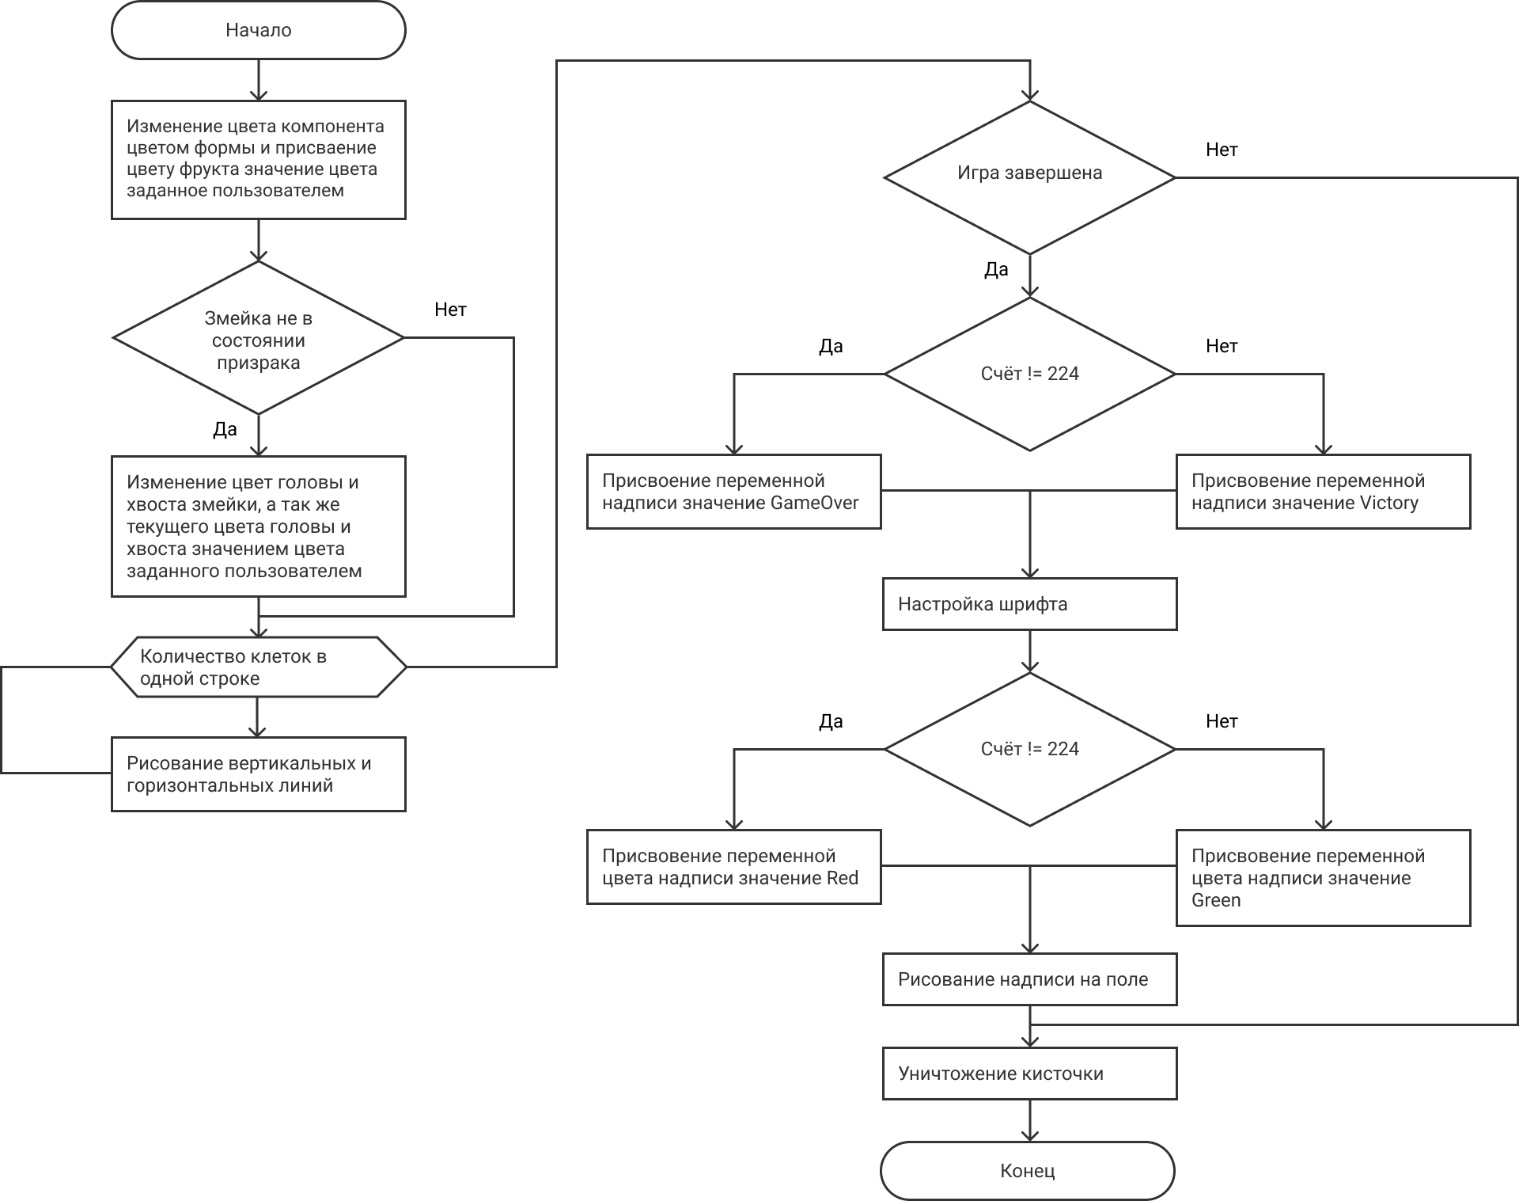 Начало
Изменение цвета компонента
цветом формы и присваение
цвету фрукта значение цвета
заданное пользователем
Змейка не в
состоянии
призрака
Нет
Да
Изменение цвет головы и
хвоста змейки, а так же
текущего цвета головы и
хвоста значением цвета
заданного пользователем
Количество клеток в
одной строке
Рисование вертикальных и
горизонтальных линий
Игра завершена
Нет
Да
Счёт != 224
Да
Нет
Присвоение переменной
надписи значение GameOver
Присвовение переменной
надписи значение Victory
Настройка шрифта
Счёт != 224
Да
Нет
Присвовение переменной
цвета надписи значение Red
Присвовение переменной
цвета надписи значение
Green
Рисование надписи на поле
Уничтожение кисточки
Конец